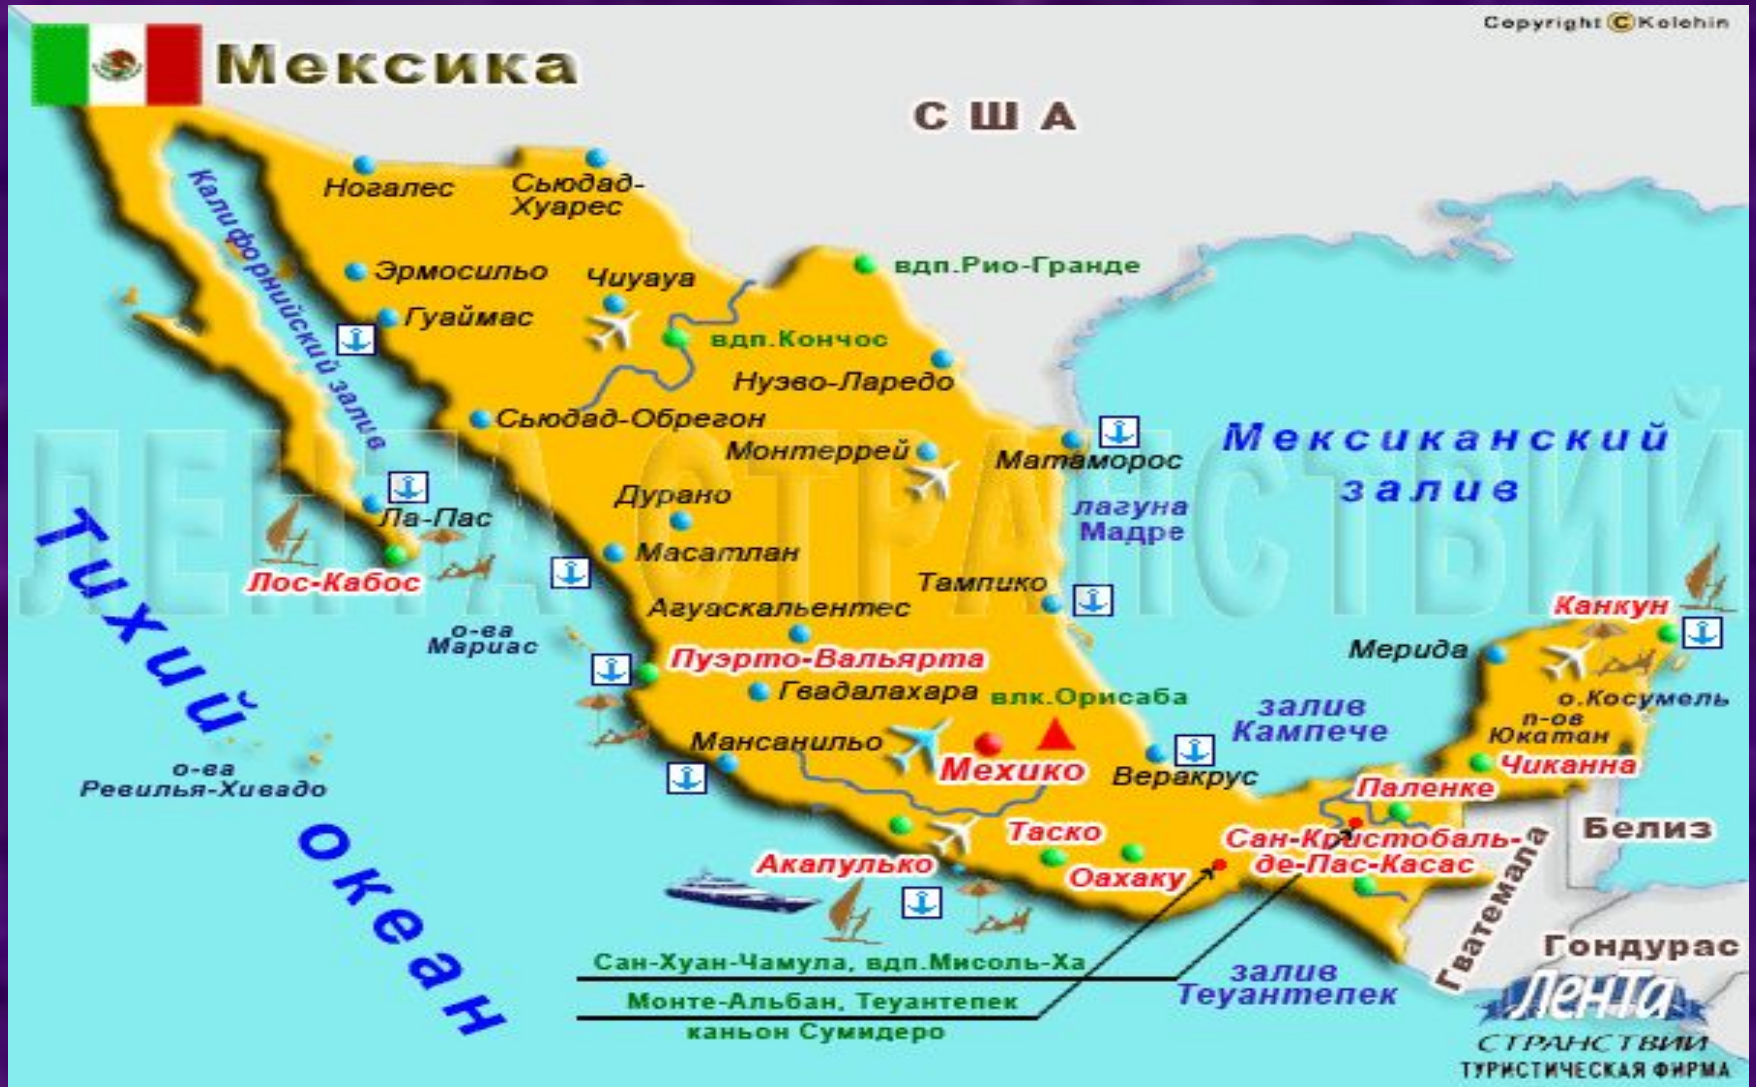 Copyright © Kolehin
Мексика
США
Ногалес
Сьюдад-
Хуарес
Калифорнийский залив
Эрмосильо
Чиуауа
вдп.Рио-Гранде
Гуаймас
вдп.Кончос
Нуэво-Ларедо
Сьюдад-Обрегон
Монтеррей
Матаморос
Мексиканский
залив
ЛЕНТА СТРАНСТВИЙ
Дурано
лагуна
Мадре
Ла-Пас
Масатлан
Лос-Кабос
Тампико
Агуаскальентес
Канкун
о-ва
Мариас
Мерида
Пуэрто-Вальярта
Гвадалахара
влк.Орисаба
о.Косумель
залив
Кампече
п-ов
Юкатан
Мансанильо
Мехико
Веракрус
Чиканна
о-ва
Ревилья-Хивадо
Паленке
Тихий
океан
Таско
Сан-Кристобаль-
де-Пас-Касас
Белиз
Акапулько
Оахаку
Гватемала
Гондурас
Сан-Хуан-Чамула, вдп.Мисоль-Ха
залив
Теуантепек
Монте-Альбан, Теуантепек
каньон Сумидеро
Лента
СТРАНСТВИЙ
ТУРИСТИЧЕСКАЯ ФИРМА